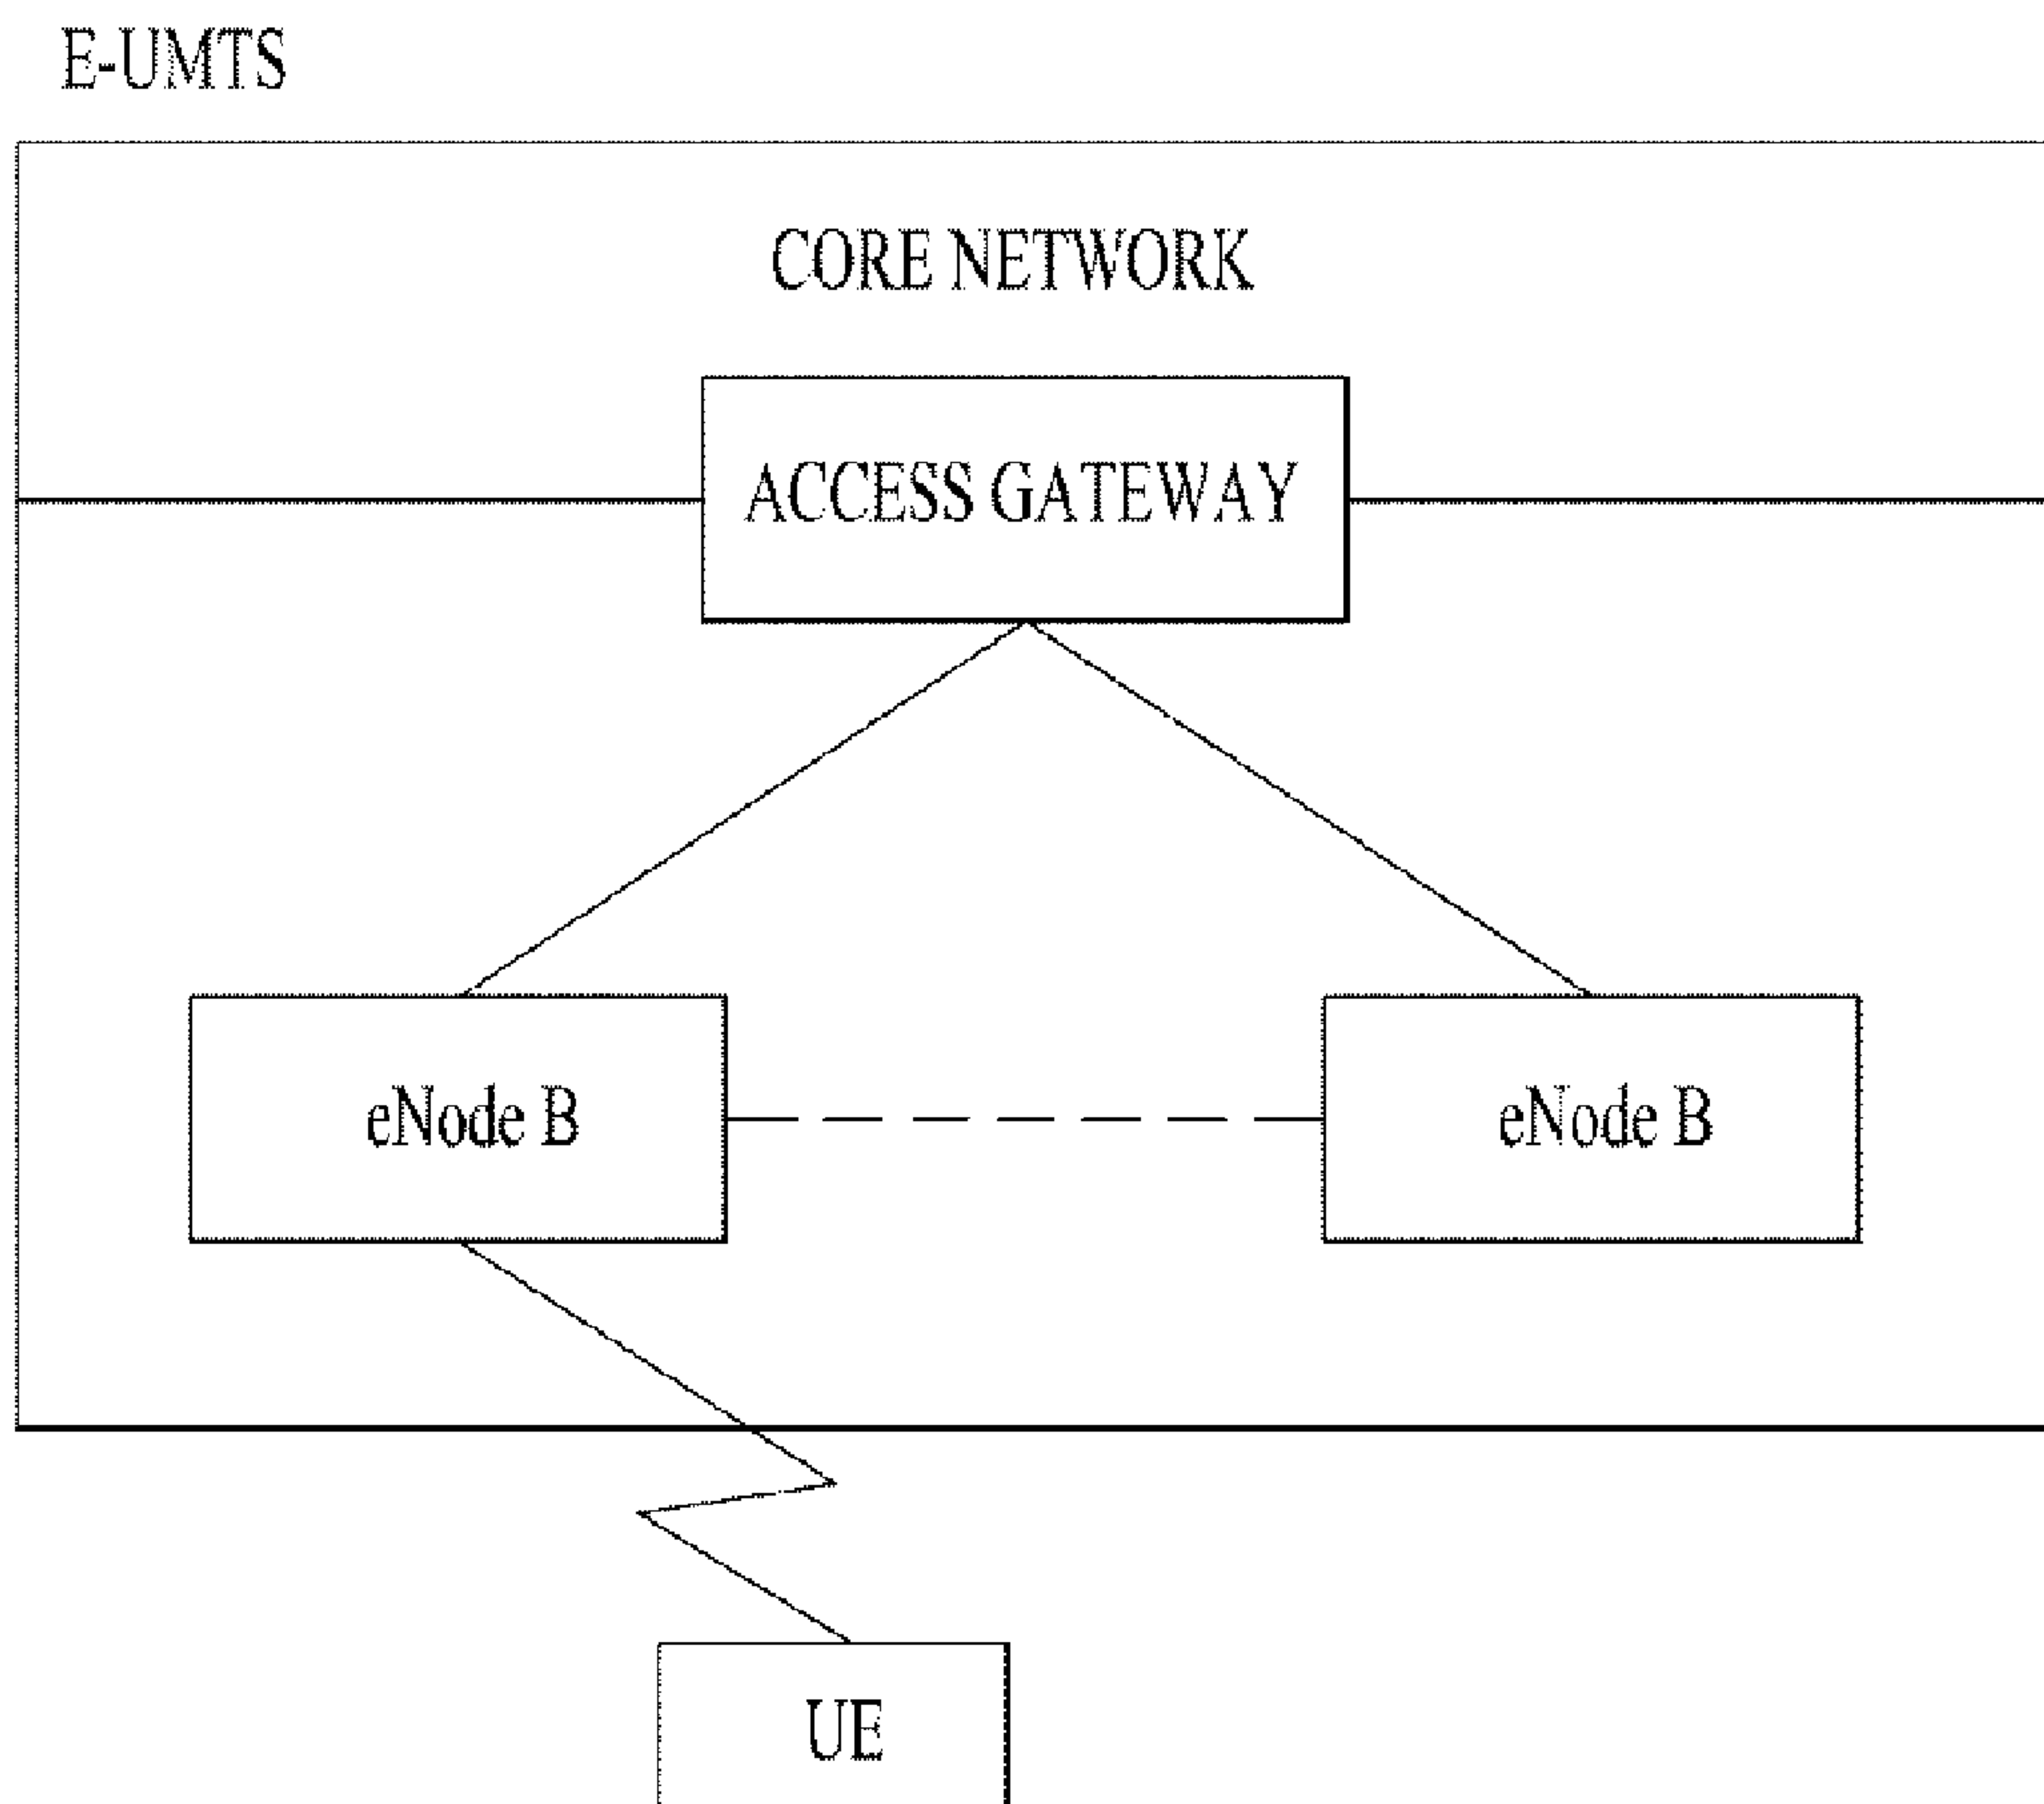 E-UMTS
CORE NETWORK
ACCESS GATEWAY
eNode B
eNode B
UE